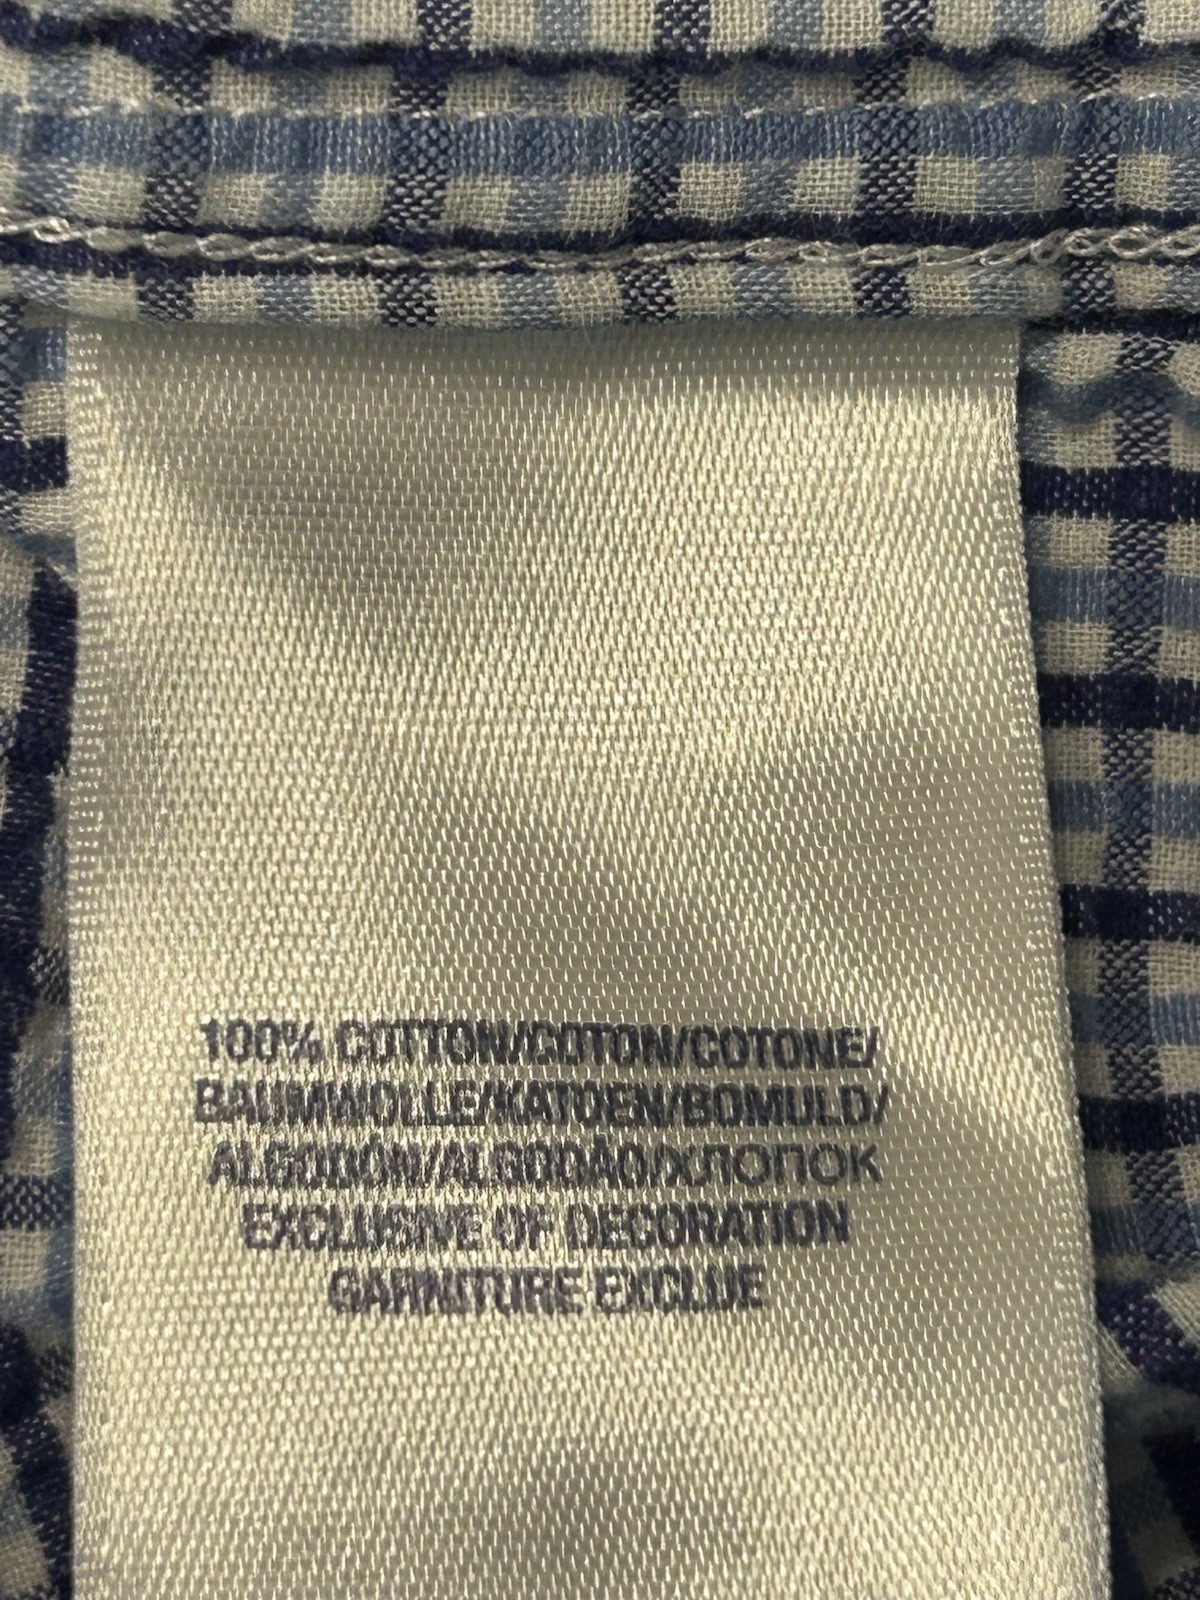 100% COTTON/COTON/COTONE/
BAUMWOLLE/KATOEN/BOMULD/
ALGODÓN/ALGODÃO/ХЛОПОК
EXCLUSIVE OF DECORATION
GARNITURE EXCLUE